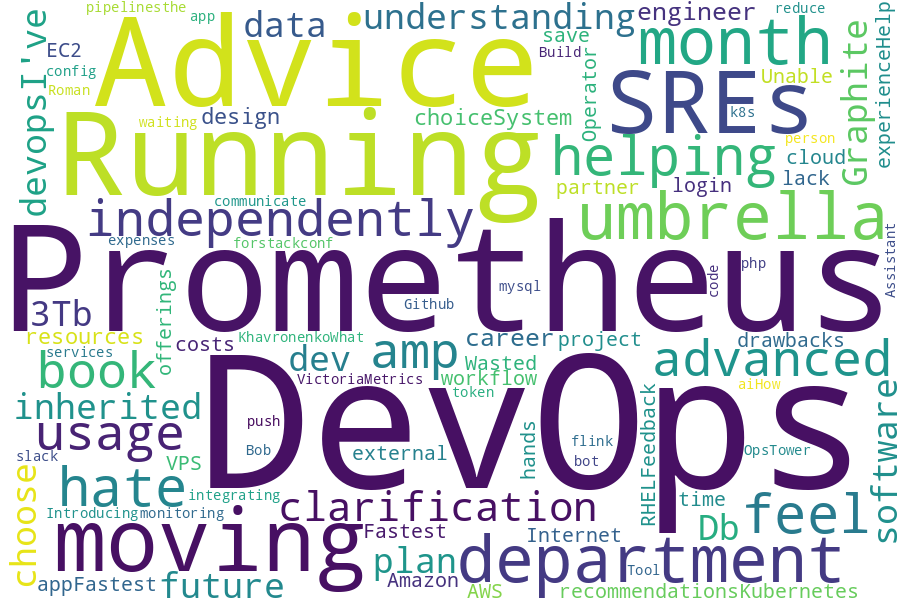 pipelinesthe
app
data
understanding
engineer
reduce
EC2
Advice
save
month
experienceHelp
devopsI've
config
Build
Graphite
Roman
SREs
Unable
Operator
waiting
design
choiceSystem
k8s
Running
person
helping
cloud
partner
login
lack
communicate
independently
umbrella
expenses
forstackconf
Prometheus
code
php
Assistant
offerings
mysql
3Tb
Github
resources
costs
KhavronenkoWhat
career
project
drawbacks
services
dev
amp
Wasted
advanced
book
VictoriaMetrics
workflow
aiHow
DevOps
token
inherited
push
hands
RHELFeedback
software
usage
Bob
external
flink
OpsTower
slack
VPS
bot
choose
hate
integrating
clarification
time
feel
Introducing
monitoring
moving
Fastest
Internet
Db
plan
department
Tool
appFastest
future
Amazon
AWS
recommendationsKubernetes